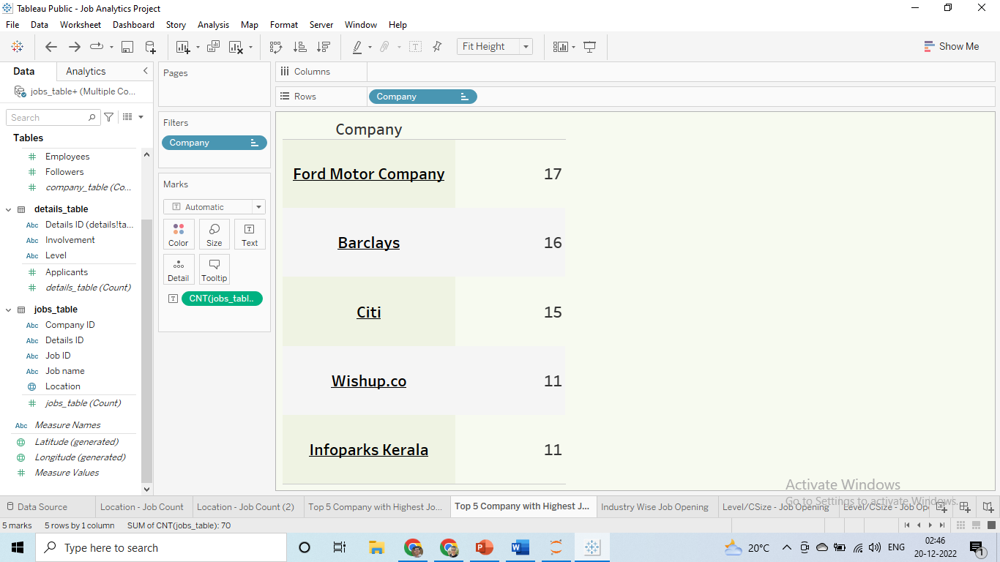 Tableau Public - Job Analytics Project
File Data Worksheet Dashboard Story Analysis Map Format Server Window Help
Fit Height
Show Me
Data Analytics
jobs_table+ (Multiple Co...
Search
Tables
# Employees
# Followers
# company_table (Co...
details_table
Abc Details ID (details!ta...
Abc Involvement
Abc Level
# Applicants
# details_table (Count)
jobs_table
Abc Company ID
Abc Details ID
Abc Job ID
Abc Job name
Location
# jobs_table (Count)
Abc Measure Names
Latitude (generated)
Longitude (generated)
# Measure Values
Pages
Filters
Company
Marks
T Automatic
Color Size Text
Detail Tooltip
T CNT(jobs_tabl..
Columns
Rows Company
Company
Ford Motor Company 17
Barclays 16
Citi 15
Wishup.co 11
Infoparks Kerala 11
Activate Windows
Go to Settings to activate Windows.
Data Source Location - Job Count Location - Job Count (2) Top 5 Company with Highest Jo... Top 5 Company with Highest J... Industry Wise Job Opening Level/CSize - Job Opening Level/CSize - Job Op
5 marks 5 rows by 1 column SUM of CNT(jobs_table): 70
Type here to search
20°C
ENG
02:46
20-12-2022
1